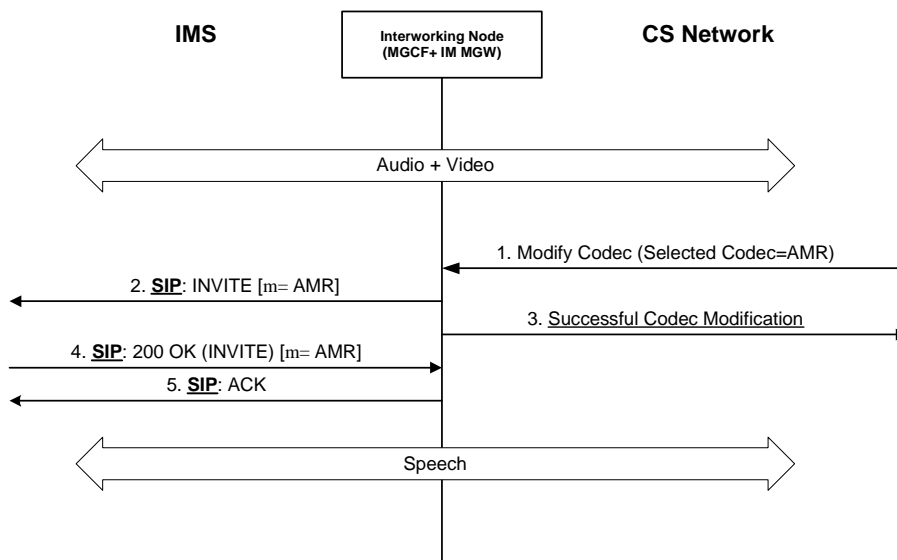 IMS
Interworking Node
(MGCF+ IM MGW)
CS Network
Audio + Video
1. Modify Codec (Selected Codec=AMR)
2. SIP: INVITE [m= AMR]
3. Successful Codec Modification
4. SIP: 200 OK (INVITE) [m= AMR]
5. SIP: ACK
Speech